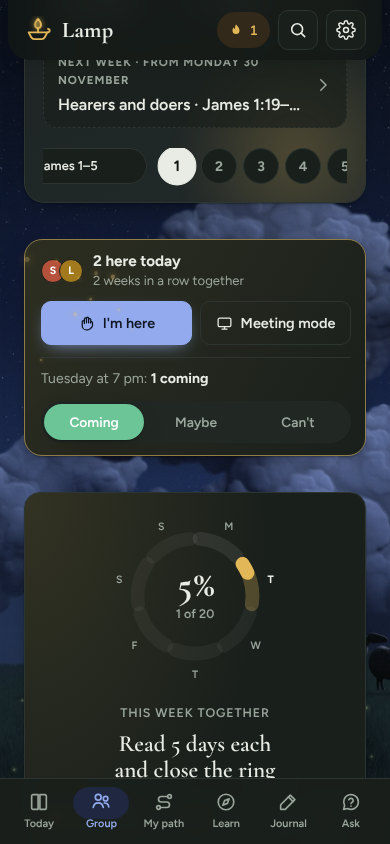 Lamp
1
NEXT WEEK · FROM MONDAY 30
NOVEMBER
Hearers and doers · James 1:19–…
ames 1–5
1
2
3
4
5
S
L
2 here today
2 weeks in a row together
I'm here
Meeting mode
Tuesday at 7 pm: 1 coming
Coming
Maybe
Can't
S
M
S
T
5%
1 of 20
F
W
T
THIS WEEK TOGETHER
Read 5 days each
and close the ring
Today
Group
My path
Learn
Journal
Ask